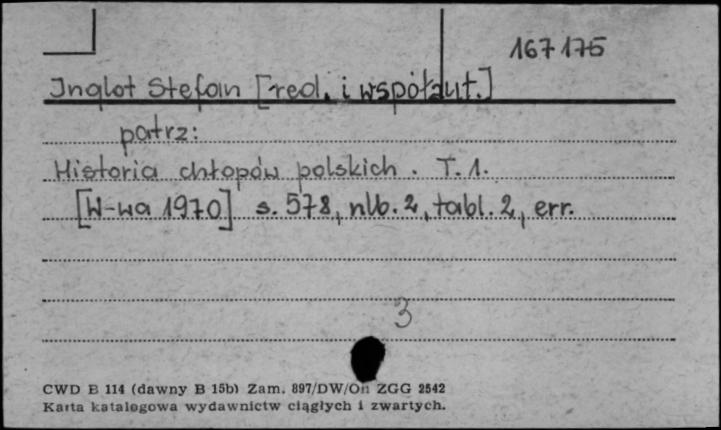 167175
Inglot Stefan [red. i współaut.]
patrz:
Historia chłopów polskich. T. 1.
[W-wa 1970] s. 578, nlb. 2, tabl. 2, err.
3
CWD B 114 (dawny B 15b) Zam. 897/DW/On ZGG 2542
Karta katalogowa wydawnictw ciągłych i zwartych.